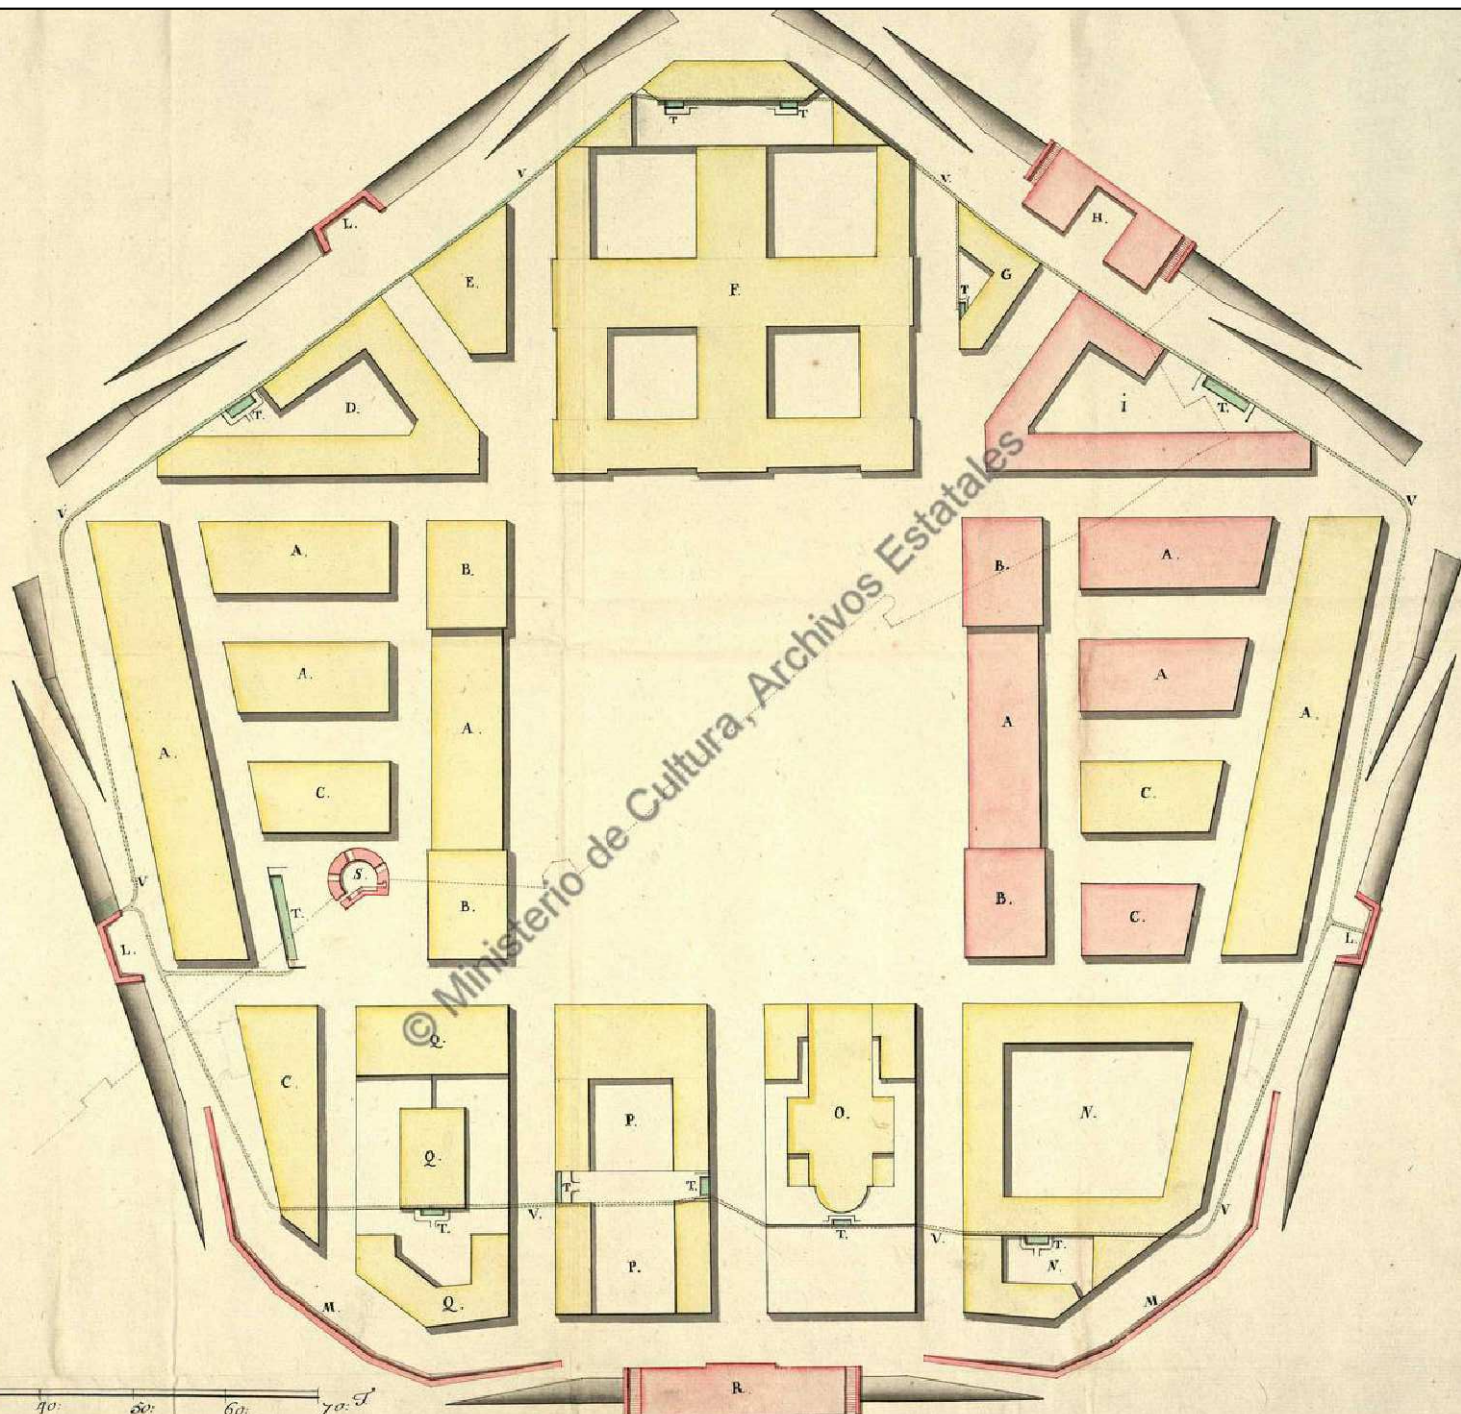 T. T.
V. V.
L. H.
E. F. G
T
D. T. i T.
V. V
A. B. B. A.
A. A
A. A. A A.
C. C.
S.
V
T. B. B. C.
L. L.
© Ministerio de Cultura, Archivos Estatales
Q.
C. P. O. N.
Q.
T. T.
V. T. T. V. V
T.
P. N.
M. Q. M.
R.
40: 50: 60: 70: T